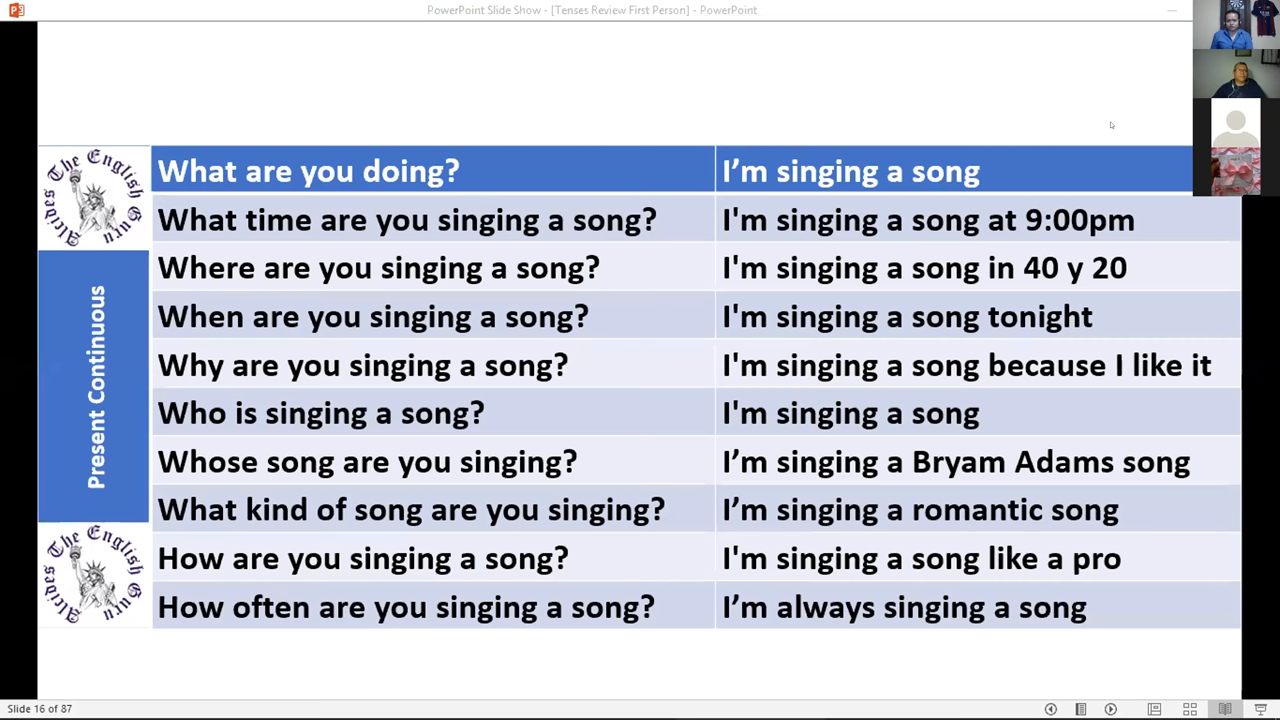 PowerPoint Slide Show - [Tenses Review First Person] - PowerPoint
The English Guru
Alcides
What are you doing? I’m singing a song
What time are you singing a song? I'm singing a song at 9:00pm
Where are you singing a song? I'm singing a song in 40 y 20
When are you singing a song? I'm singing a song tonight
Present Continuous
Why are you singing a song? I'm singing a song because I like it
Who is singing a song? I'm singing a song
Whose song are you singing? I’m singing a Bryam Adams song
What kind of song are you singing? I’m singing a romantic song
The English Guru
Alcides
How are you singing a song? I'm singing a song like a pro
How often are you singing a song? I’m always singing a song
Slide 16 of 87